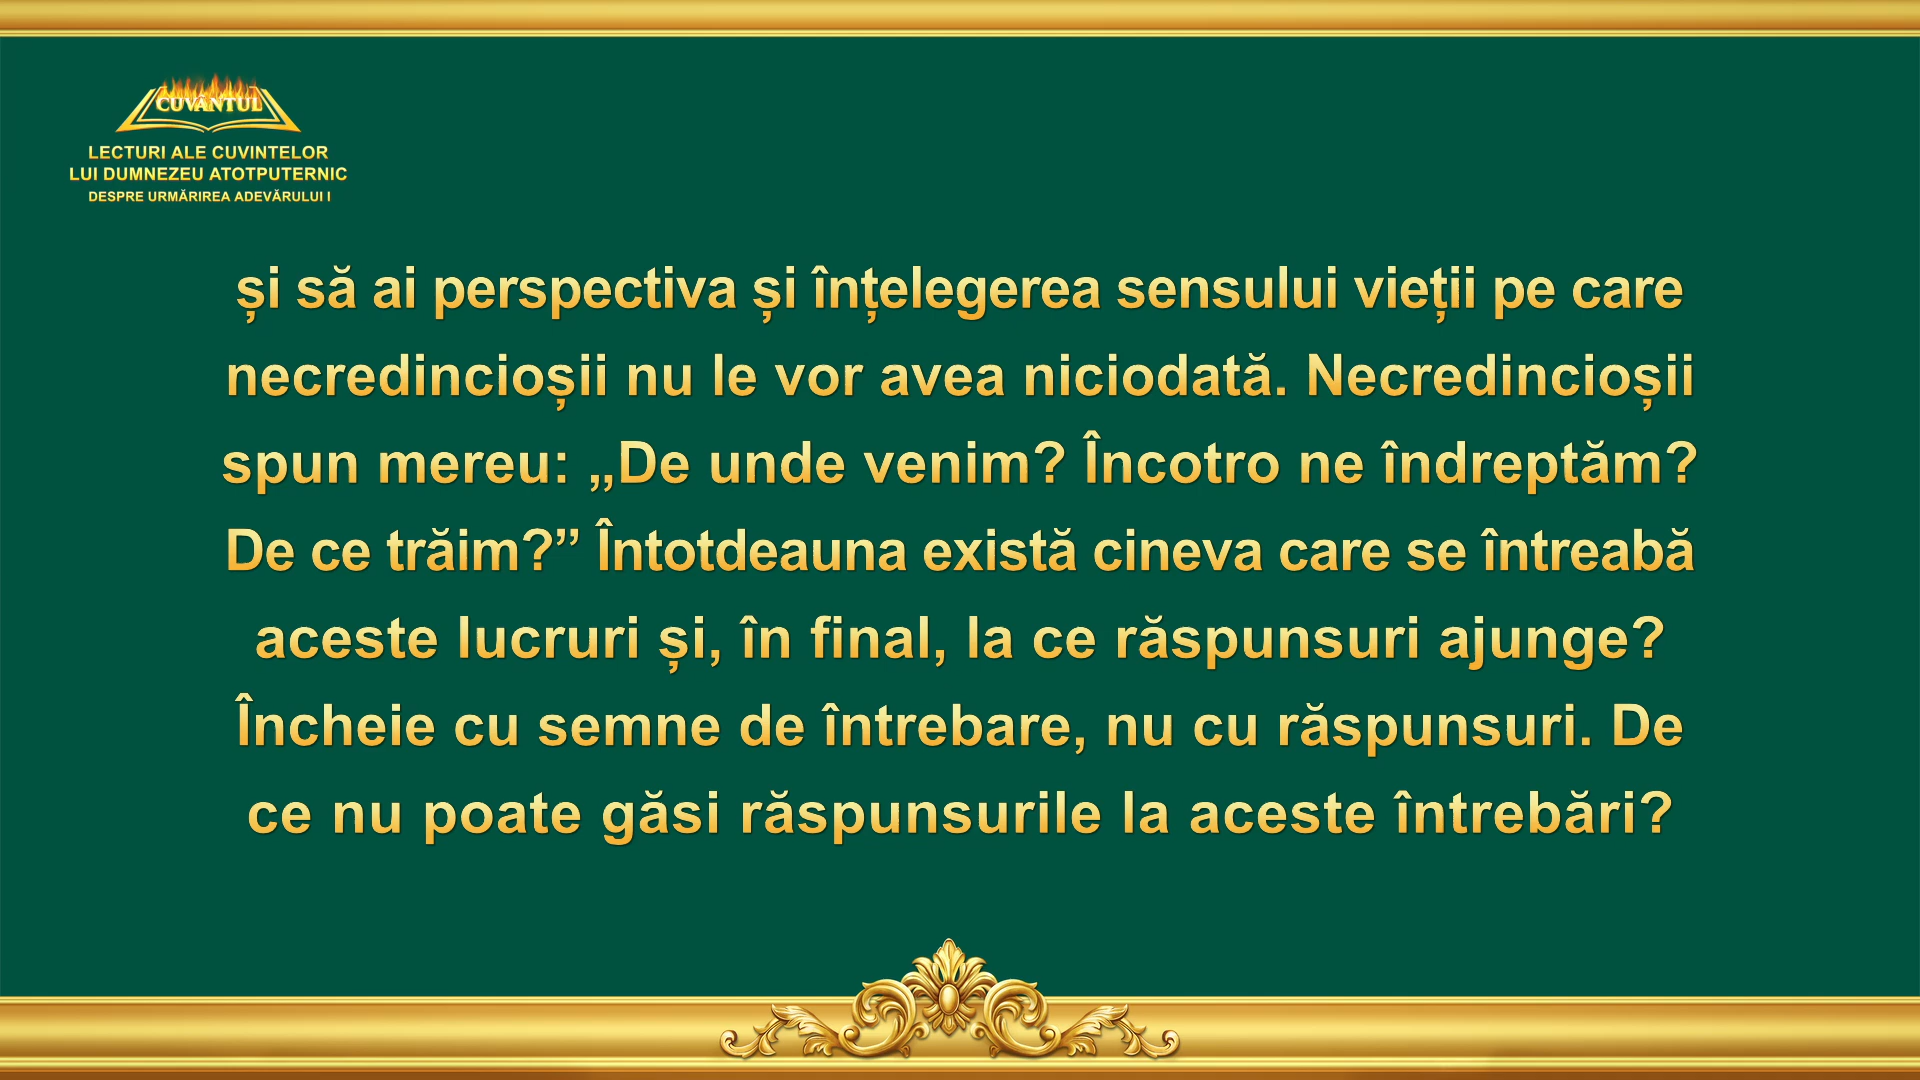 CUVÂNTUL
LECTURI ALE CUVINTELOR
LUI DUMNEZEU ATOTPUTERNIC
DESPRE URMĂRIREA ADEVĂRULUI I
și să ai perspectiva și înțelegerea sensului vieții pe care
necredincioșii nu le vor avea niciodată. Necredincioșii
spun mereu: „De unde venim? Încotro ne îndreptăm?
De ce trăim?” Întotdeauna există cineva care se întreabă
aceste lucruri și, în final, la ce răspunsuri ajunge?
Încheie cu semne de întrebare, nu cu răspunsuri. De
ce nu poate găsi răspunsurile la aceste întrebări?